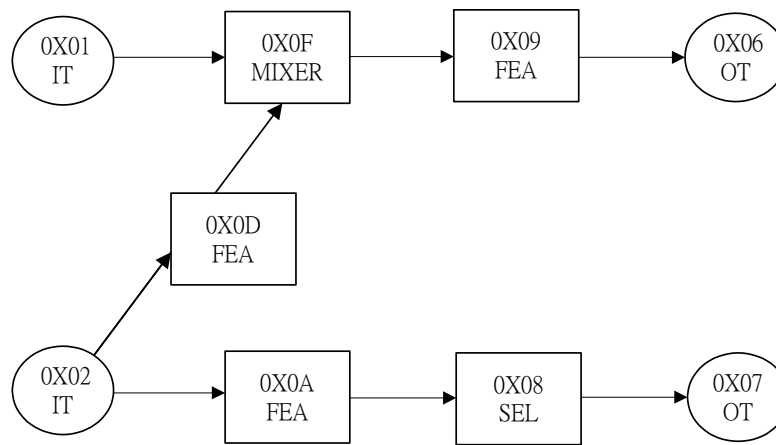 0X01
IT
0X0F
MIXER
0X09
FEA
0X06
OT
0X0D
FEA
0X02
IT
0X0A
FEA
0X08
SEL
0X07
OT